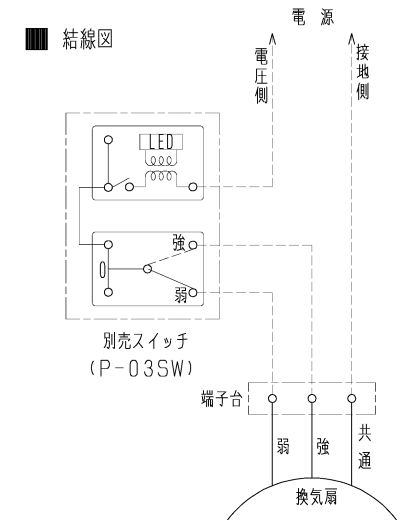 結線図
電源
電圧側
接地側
LED
強
弱
別売スイッチ
(P-03SW)
端子台
弱
強
共通
換気扇